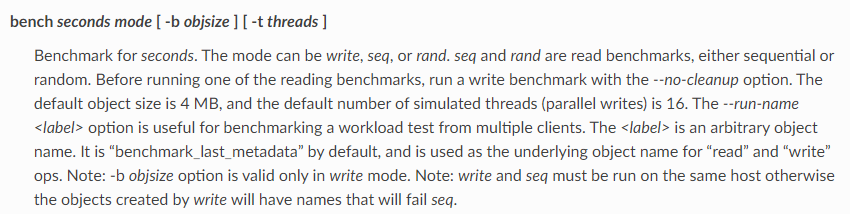 bench seconds mode [ -b objsize ] [ -t threads ]
Benchmark for seconds. The mode can be write, seq, or rand. seq and rand are read benchmarks, either sequential or
random. Before running one of the reading benchmarks, run a write benchmark with the --no-cleanup option. The
default object size is 4 MB, and the default number of simulated threads (parallel writes) is 16. The --run-name
<label> option is useful for benchmarking a workload test from multiple clients. The <label> is an arbitrary object
name. It is “benchmark_last_metadata” by default, and is used as the underlying object name for “read” and “write”
ops. Note: -b objsize option is valid only in write mode. Note: write and seq must be run on the same host otherwise
the objects created by write will have names that will fail seq.